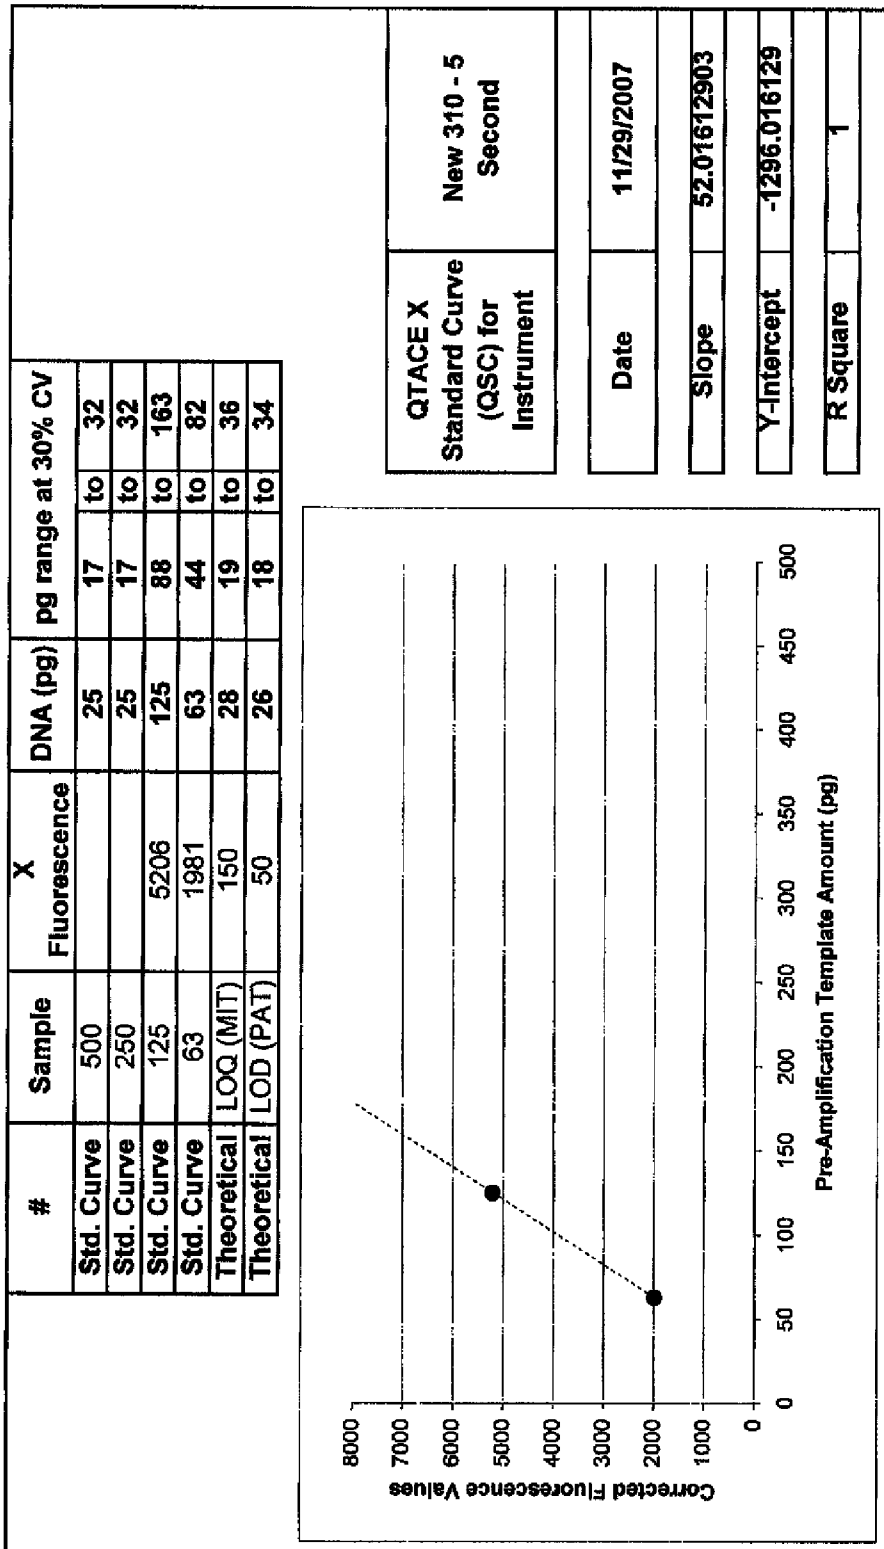 # Sample X Fluorescence DNA (pg) pg range at 30% CV
Std. Curve 500 25 17 to 32
Std. Curve 250 25 17 to 32
Std. Curve 125 5206 125 88 to 163
Std. Curve 63 1981 63 44 to 82
Theoretical LOQ (MIT) 150 28 19 to 36
Theoretical LOD (PAT) 50 26 18 to 34
QTACE X
Standard Curve
(QSC) for
Instrument
New 310 - 5
Second
Date 11/29/2007
Slope 52.01612903
Y-Intercept -1296.016129
R Square 1
Corrected Fluorescence Values
8000
7000
6000
5000
4000
3000
2000
1000
0
0 50 100 150 200 250 300 350 400 450 500
Pre-Amplification Template Amount (pg)